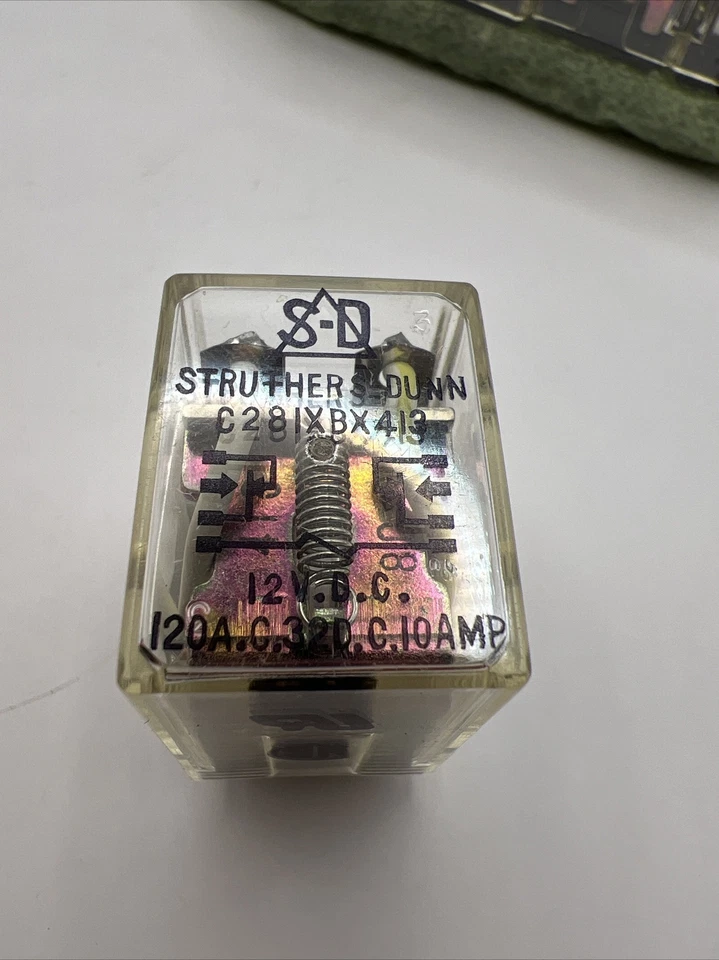 S-D
STRUTHERS-DUNN
C281XBX413
12V.D.C.
120A.C.32D.C.10AMP